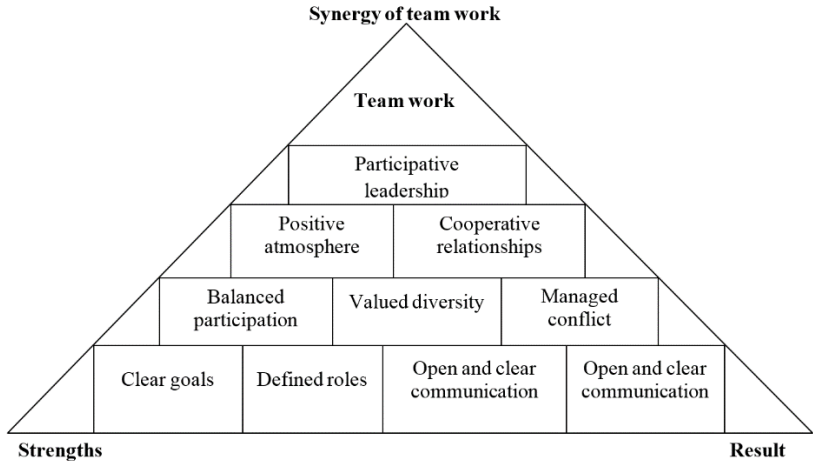 Synergy of team work
Team work
Participative
leadership
Positive
atmosphere
Cooperative
relationships
Balanced
participation
Valued diversity
Managed
conflict
Clear goals
Defined roles
Open and clear
communication
Open and clear
communication
Strengths
Result